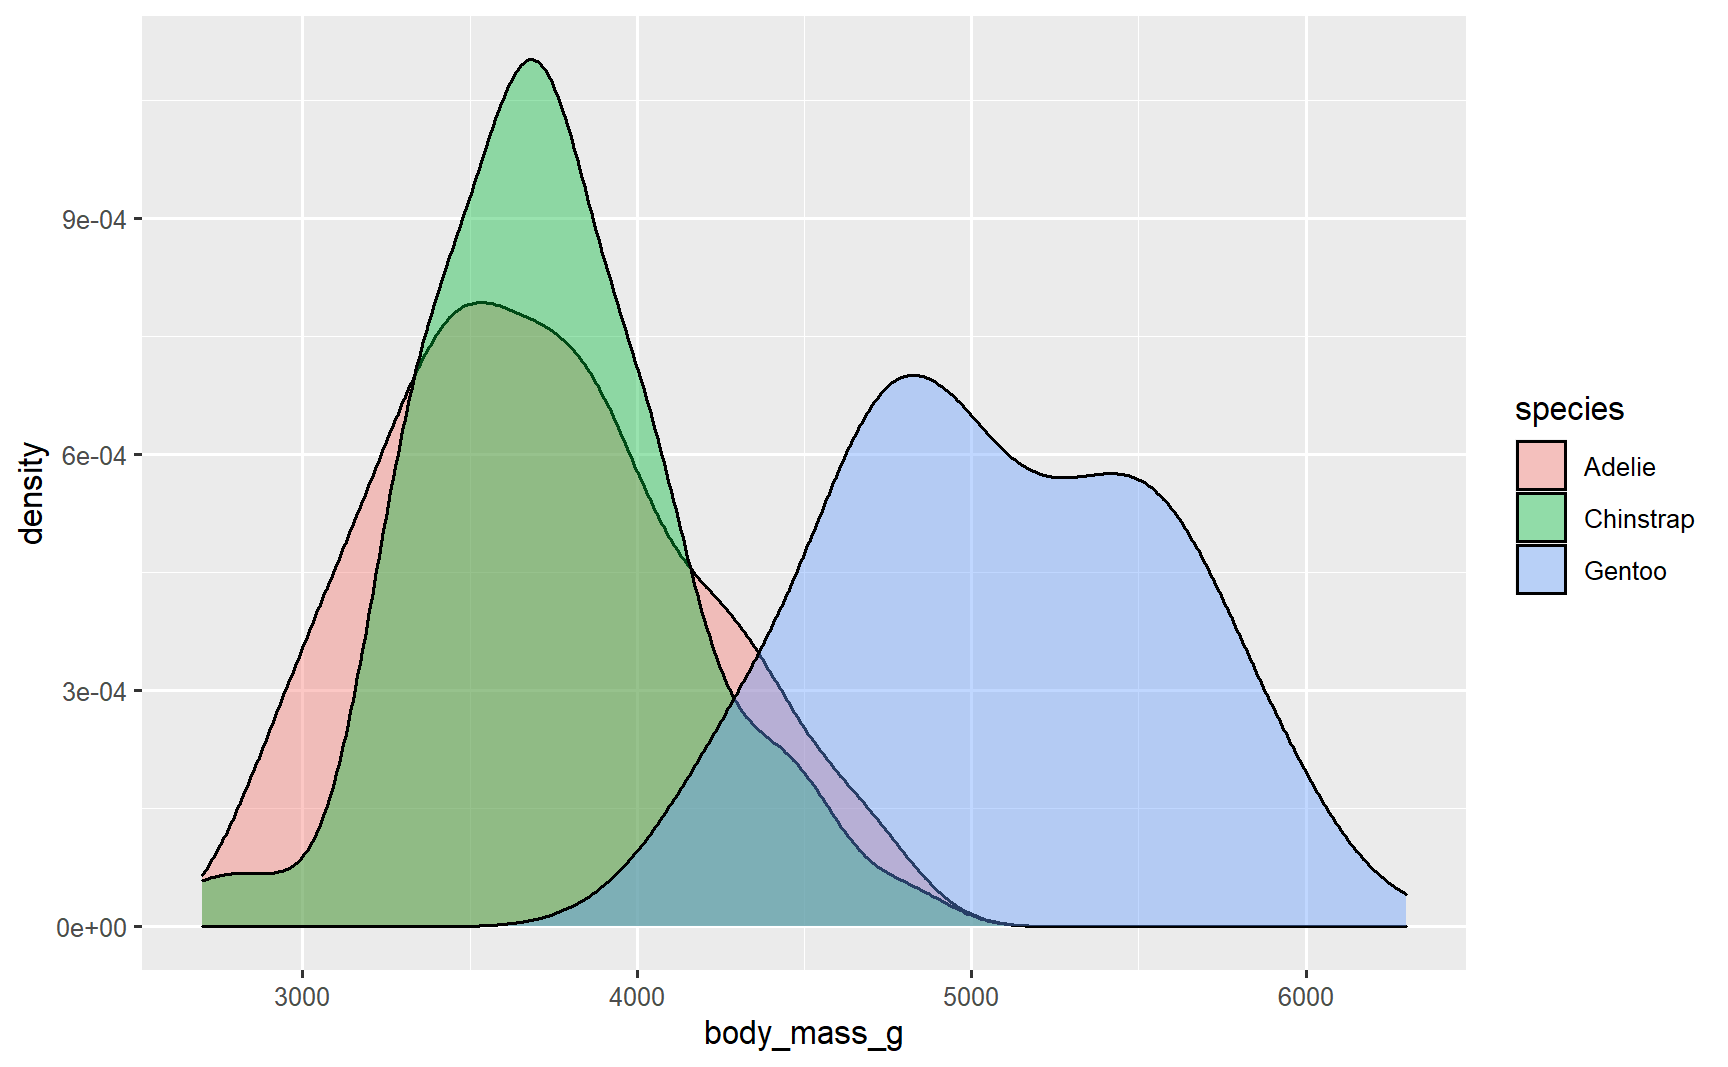 9e-04
6e-04
3e-04
0e+00
density
3000 4000 5000 6000
body_mass_g
species
Adelie
Chinstrap
Gentoo